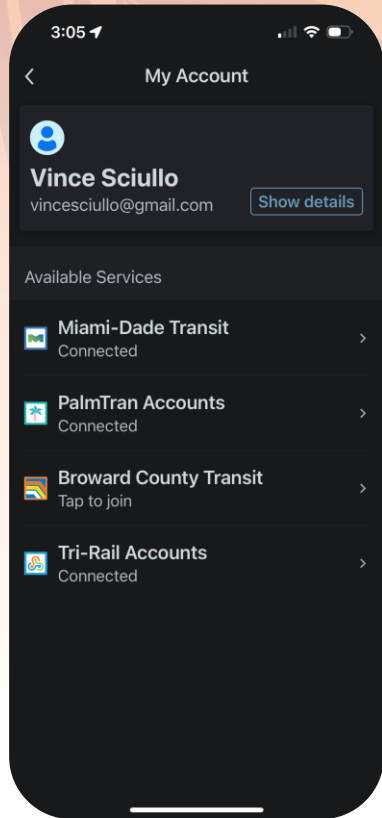 3:05
My Account
Vince Sciullo
vincesciullo@gmail.com
Show details
Available Services
Miami-Dade Transit
Connected
PalmTran Accounts
Connected
Broward County Transit
Tap to join
Tri-Rail Accounts
Connected